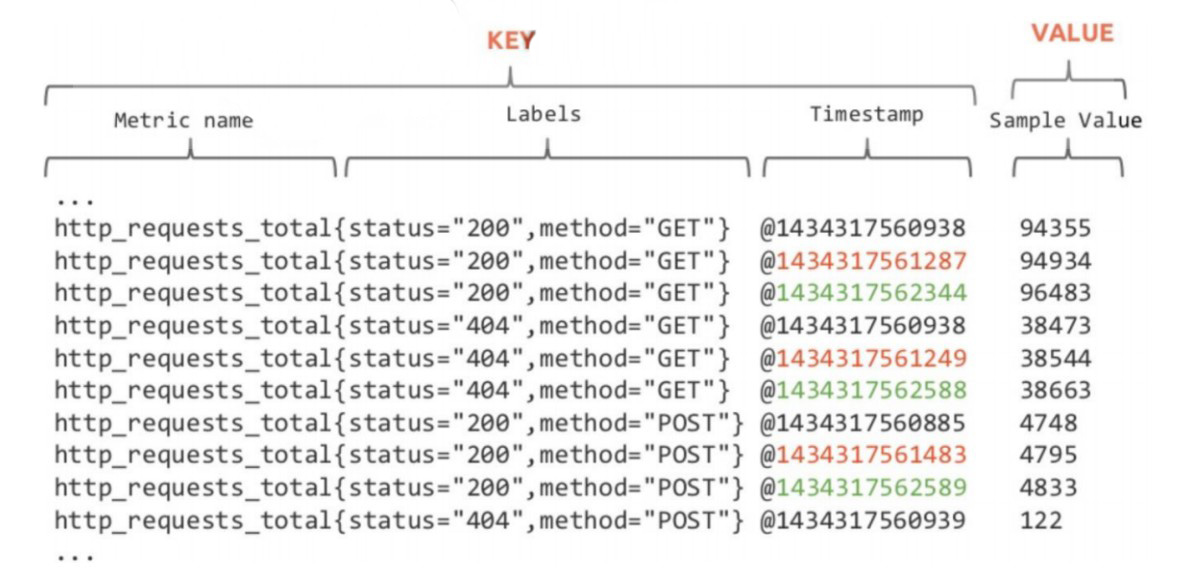 KEY VALUE
Metric name Labels Timestamp Sample Value
...
http_requests_total{status="200",method="GET"} @1434317560938 94355
http_requests_total{status="200",method="GET"} @1434317561287 94934
http_requests_total{status="200",method="GET"} @1434317562344 96483
http_requests_total{status="404",method="GET"} @1434317560938 38473
http_requests_total{status="404",method="GET"} @1434317561249 38544
http_requests_total{status="404",method="GET"} @1434317562588 38663
http_requests_total{status="200",method="POST"} @1434317560885 4748
http_requests_total{status="200",method="POST"} @1434317561483 4795
http_requests_total{status="200",method="POST"} @1434317562589 4833
http_requests_total{status="404",method="POST"} @1434317560939 122
...